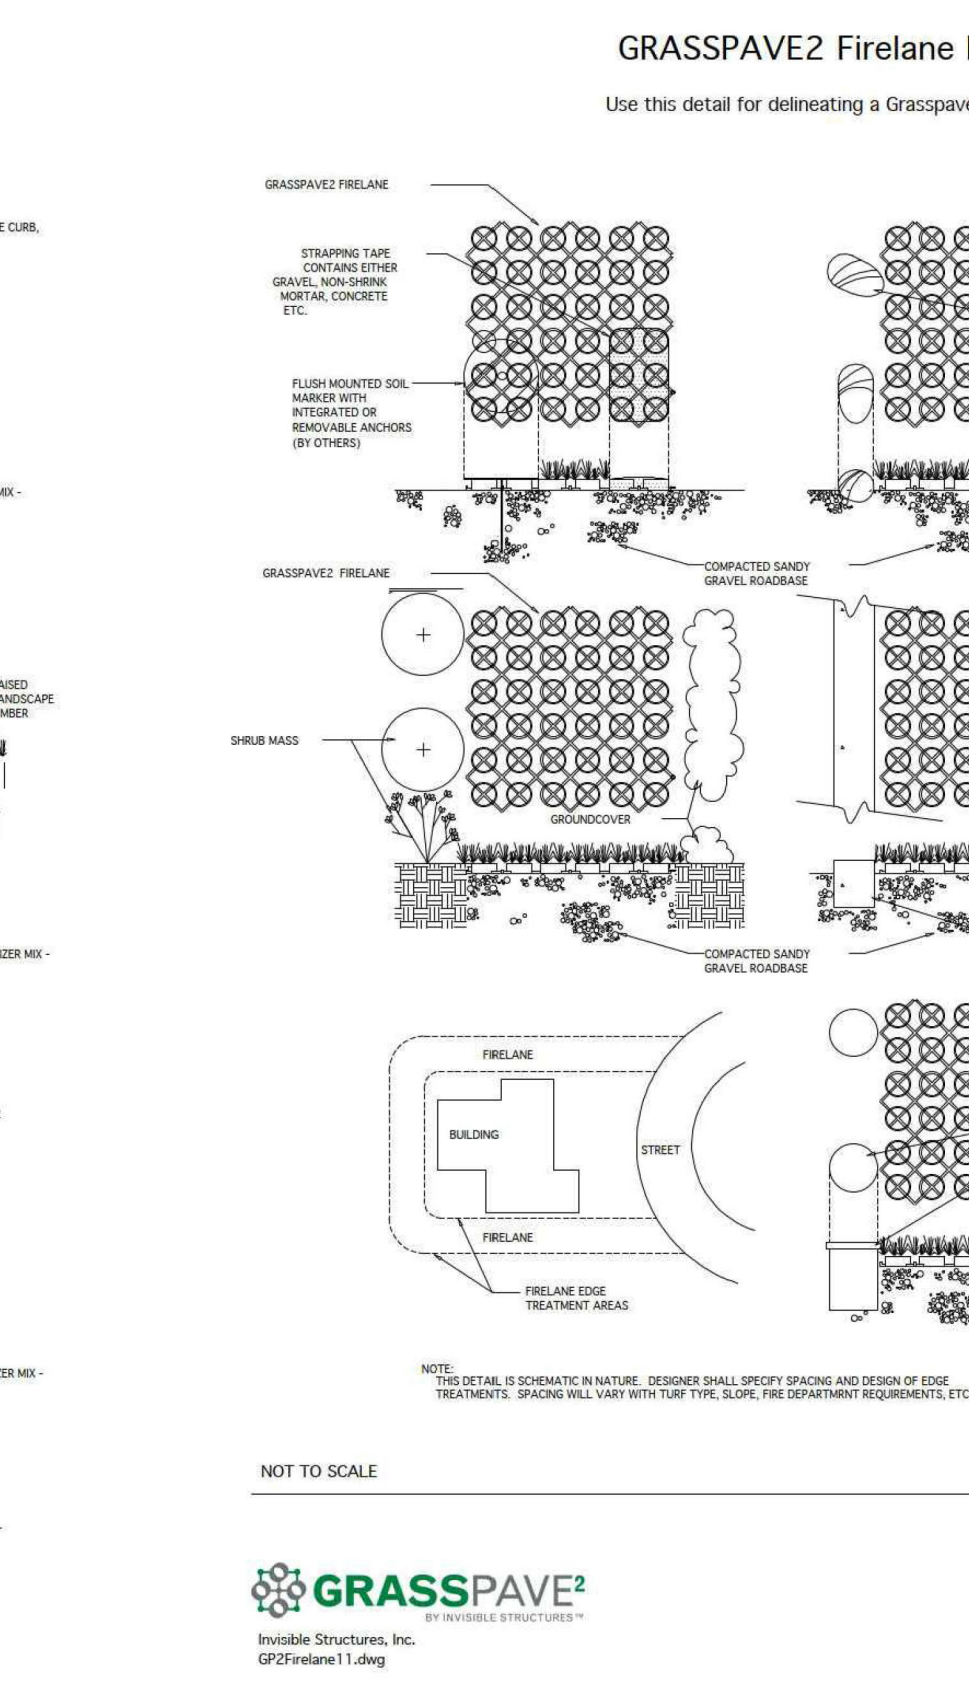 GRASSPAVE2 Firelane
Use this detail for delineating a Grasspave
GRASSPAVE2 FIRELANE
E CURB,
STRAPPING TAPE
CONTAINS EITHER
GRAVEL, NON-SHRINK
MORTAR, CONCRETE
ETC.
FLUSH MOUNTED SOIL
MARKER WITH
INTEGRATED OR
REMOVABLE ANCHORS
(BY OTHERS)
MIX -
COMPACTED SANDY
GRAVEL ROADBASE
GRASSPAVE2 FIRELANE
AISED
ANDSCAPE
MBER
SHRUB MASS
GROUNDCOVER
IZER MIX -
COMPACTED SANDY
GRAVEL ROADBASE
FIRELANE
BUILDING
STREET
FIRELANE
FIRELANE EDGE
TREATMENT AREAS
ZER MIX -
NOTE:
THIS DETAIL IS SCHEMATIC IN NATURE. DESIGNER SHALL SPECIFY SPACING AND DESIGN OF EDGE
TREATMENTS. SPACING WILL VARY WITH TURF TYPE, SLOPE, FIRE DEPARTMRNT REQUIREMENTS, ETC
NOT TO SCALE
GRASSPAVE2
BY INVISIBLE STRUCTURES™
Invisible Structures, Inc.
GP2Firelane11.dwg